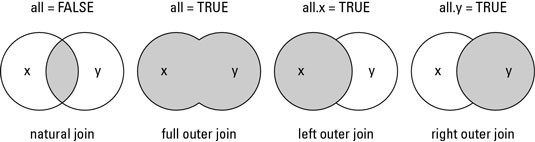 all = FALSE
all = TRUE
all.x = TRUE
all.y = TRUE
x y
x y
x y
x y
natural join
full outer join
left outer join
right outer join